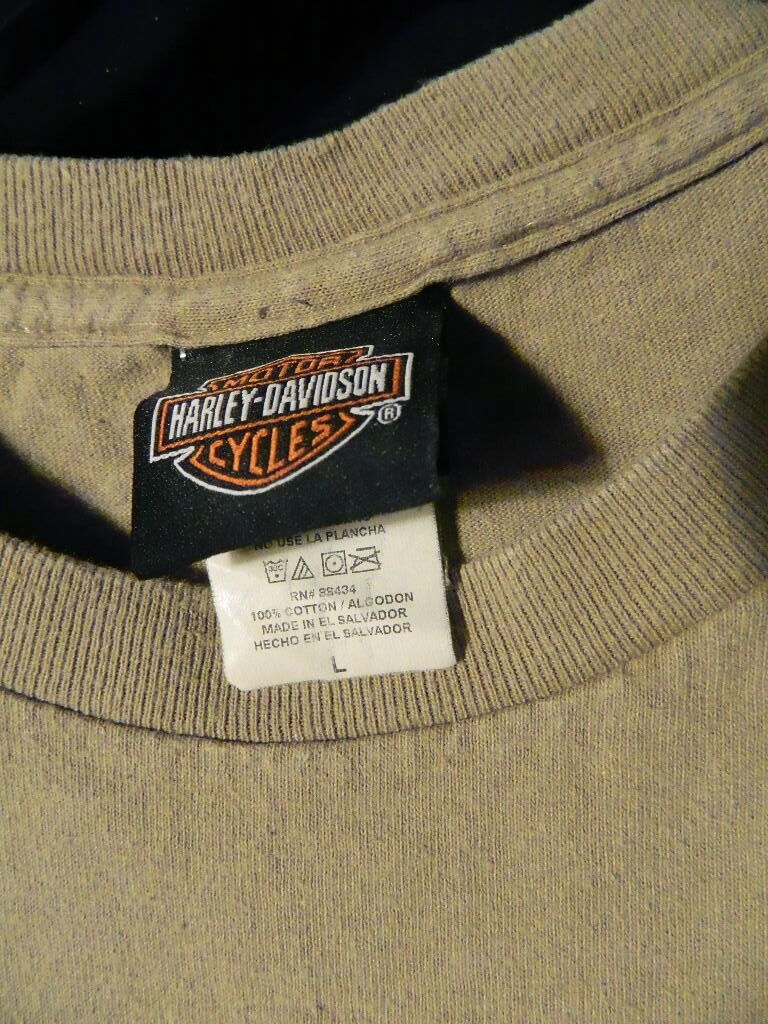 MOTOR
HARLEY-DAVIDSON
CYCLES
®
NO USE LA PLANCHA
30C
RN# 88434
100% COTTON / ALGODON
MADE IN EL SALVADOR
HECHO EN EL SALVADOR
L